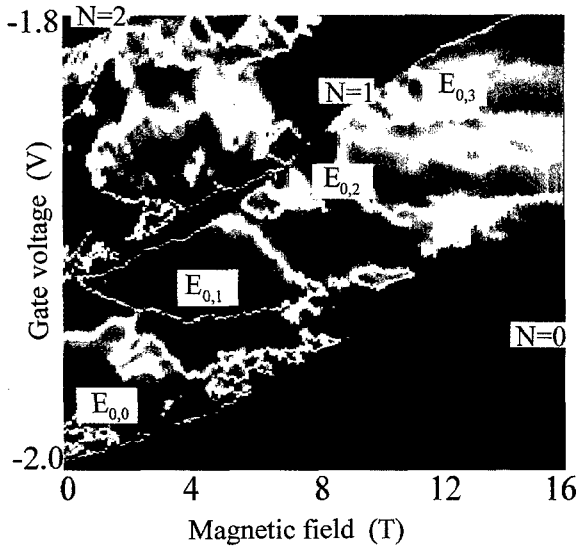 -1.8
N=2
N=1
E0,3
E0,2
Gate voltage (V)
E0,1
N=0
E0,0
-2.0
0 4 8 12 16
Magnetic field (T)